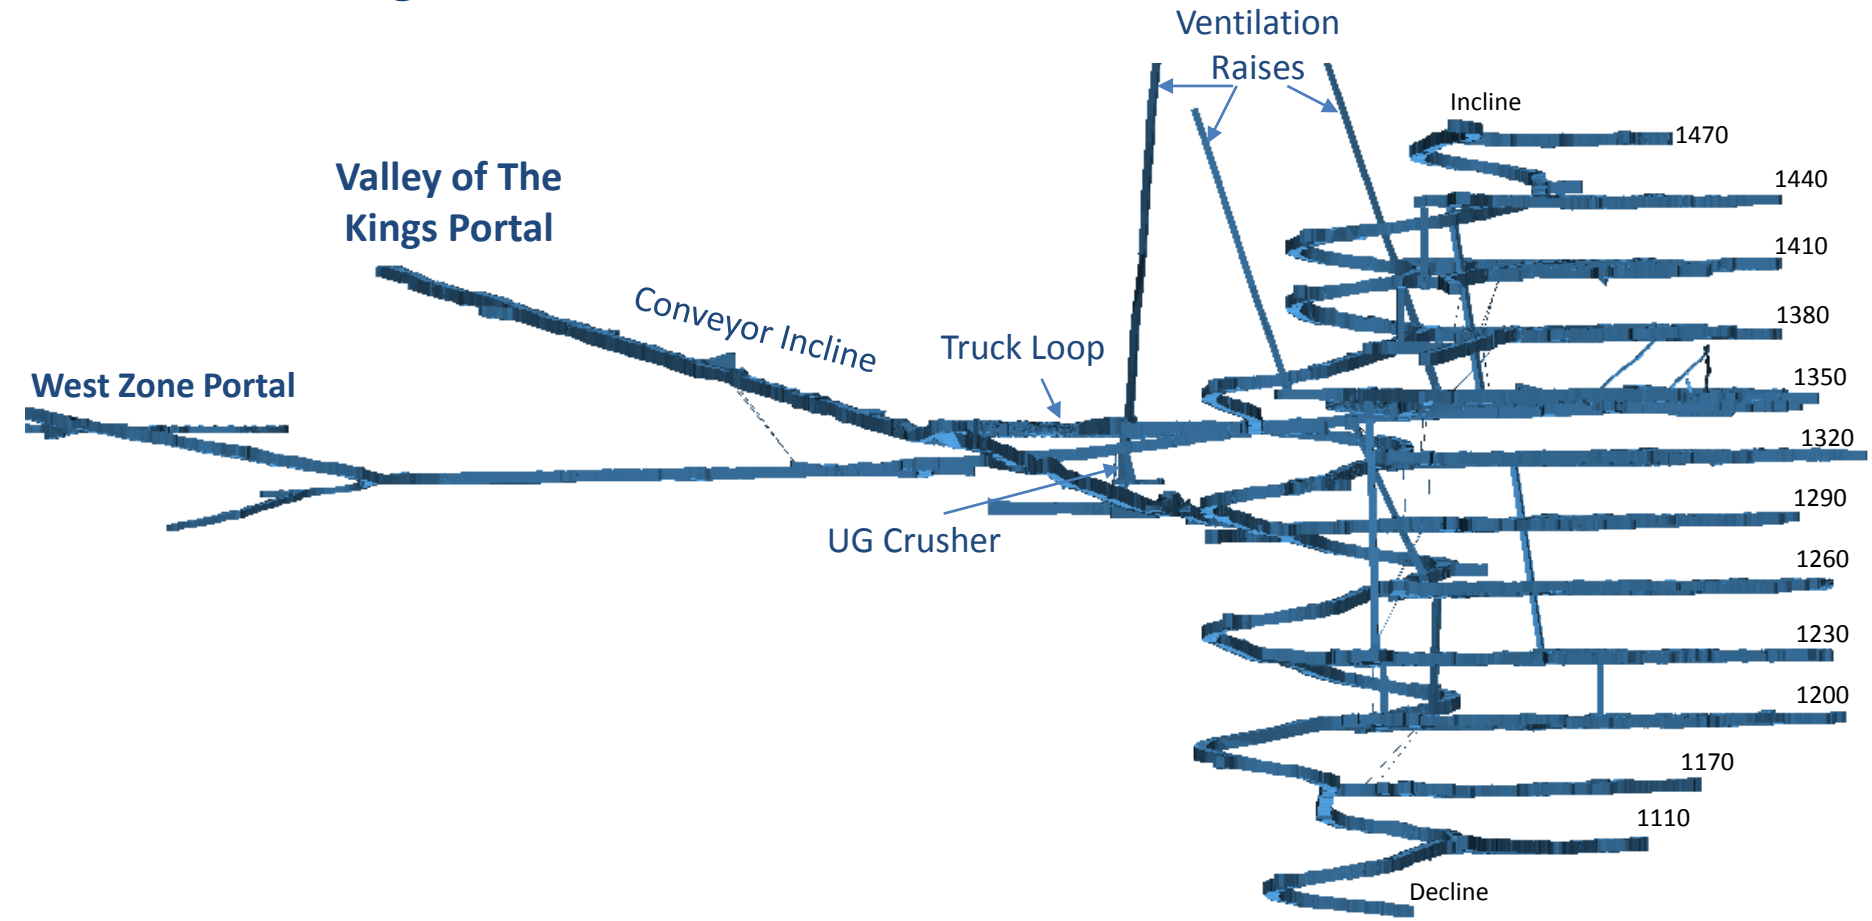 Ventilation
Raises
Incline
1470
Valley of The
Kings Portal
1440
1410
Conveyor Incline
1380
Truck Loop
West Zone Portal
1350
1320
1290
UG Crusher
1260
1230
1200
1170
1110
Decline